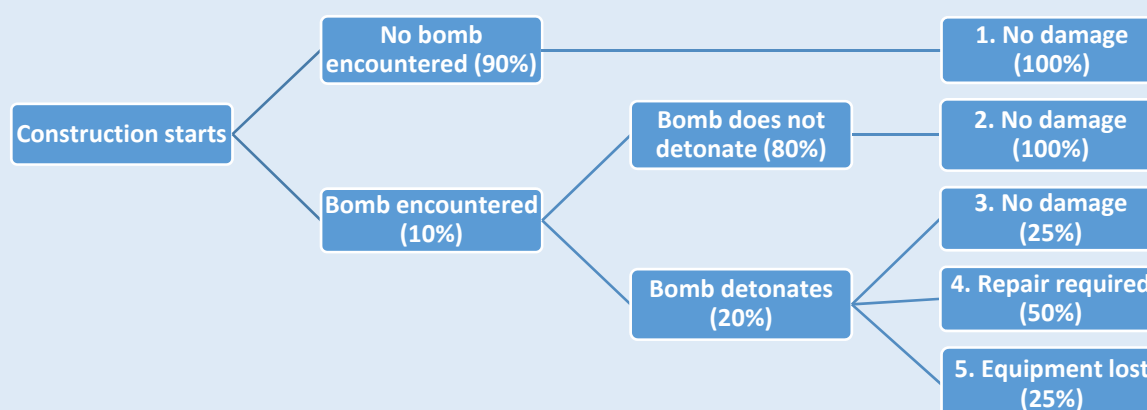 No bomb
encountered (90%)
1. No damage
(100%)
Construction starts
Bomb does not
detonate (80%)
2. No damage
(100%)
Bomb encountered
(10%)
3. No damage
(25%)
Bomb detonates
(20%)
4. Repair required
(50%)
5. Equipment lost
(25%)